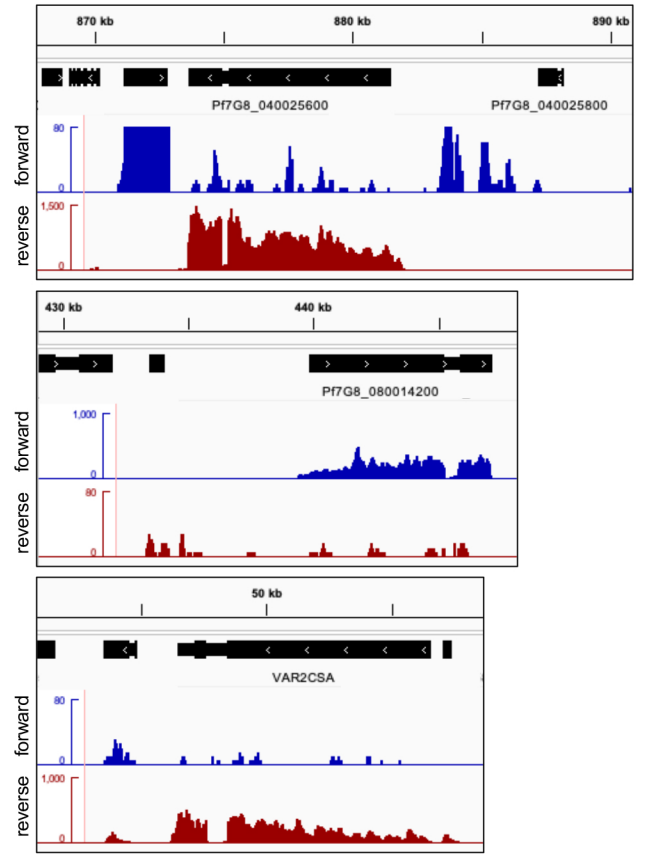 870 kb 880 kb 890 kb
Pf7G8_040025600 Pf7G8_040025800
forward 80 0
reverse 1,500 0
430 kb 440 kb
Pf7G8_080014200
forward 1,000 0
reverse 80 0
50 kb
VAR2CSA
forward 80 0
reverse 1,000 0